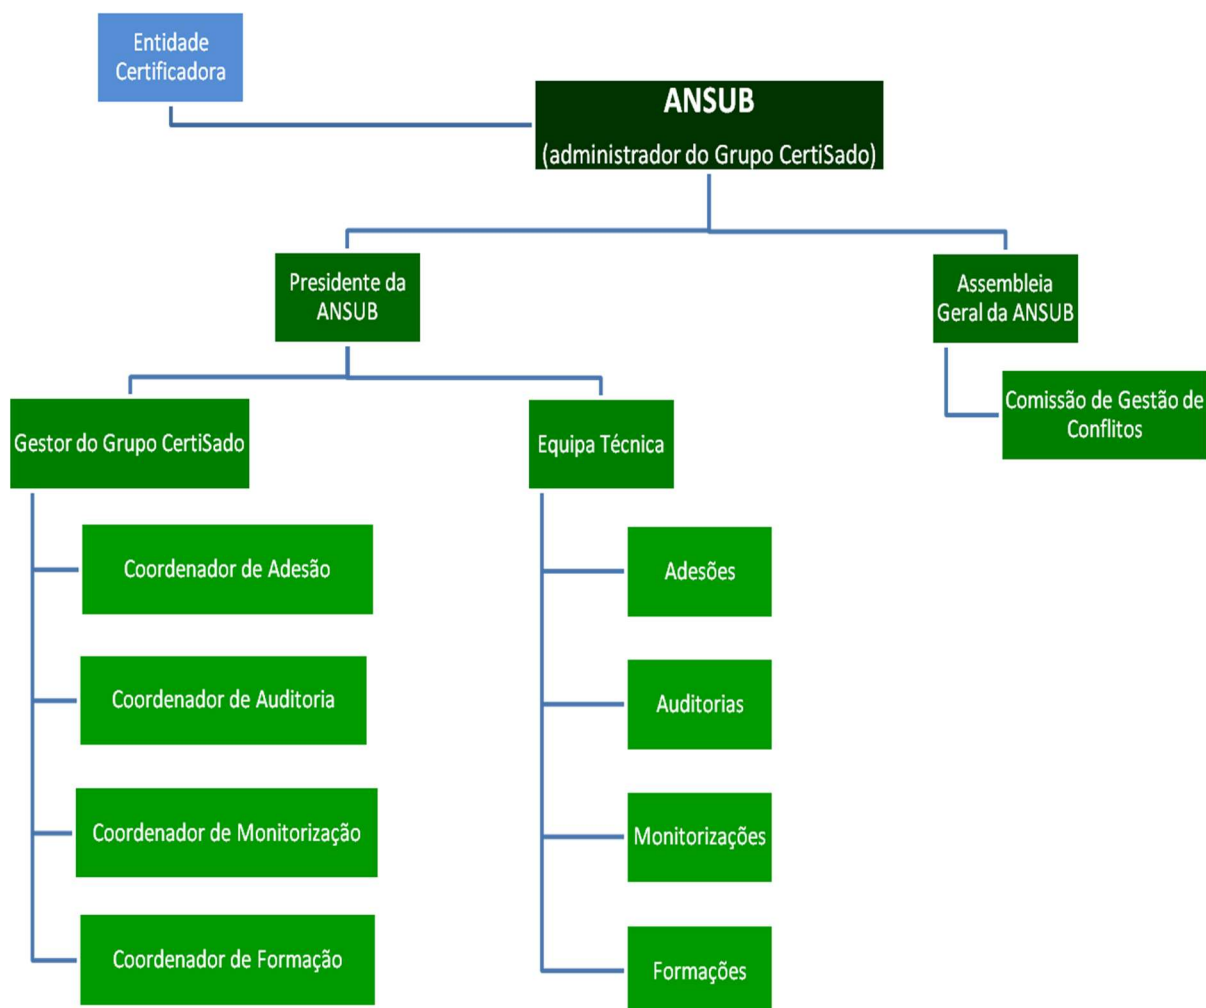 Entidade
Certificadora
ANSUB
(administrador do Grupo CertiSado)
Presidente da
ANSUB
Assembleia
Geral da ANSUB
Comissão de Gestão de
Conflitos
Gestor do Grupo CertiSado
Equipa Técnica
Coordenador de Adesão
Coordenador de Auditoria
Coordenador de Monitorização
Coordenador de Formação
Adesões
Auditorias
Monitorizações
Formações